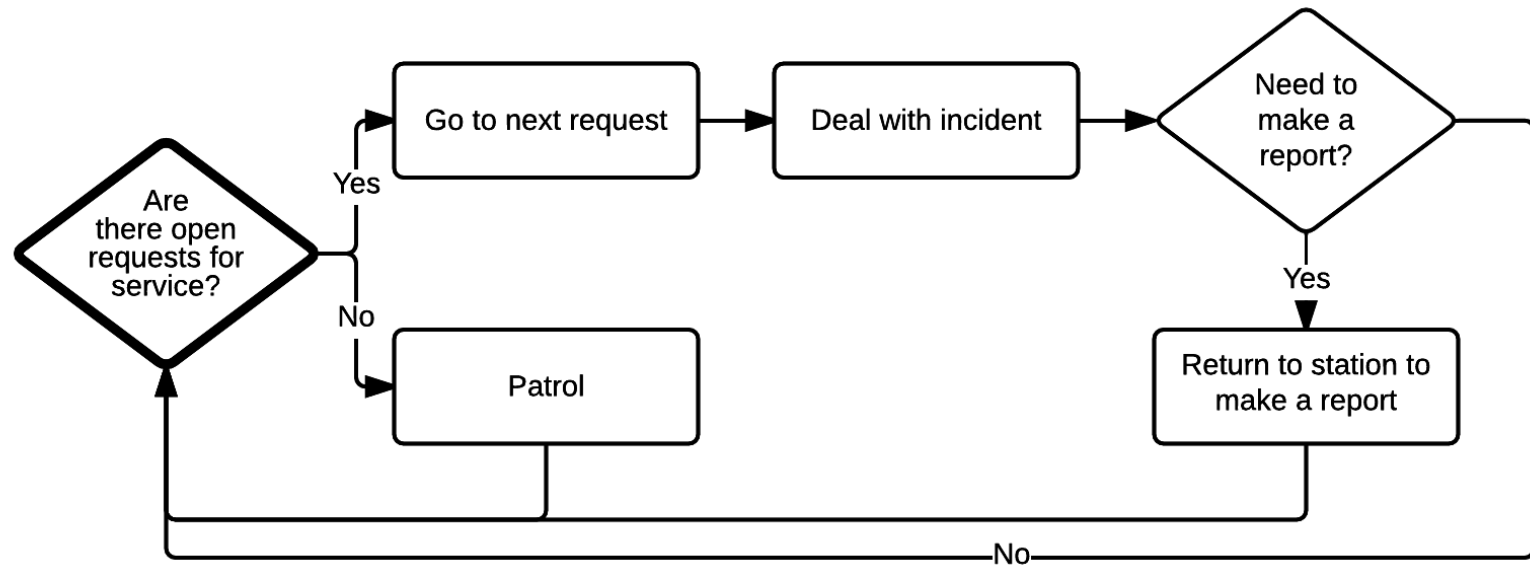 Are
there open
requests for
service?
Yes
No
Go to next request
Patrol
Deal with incident
Need to
make a
report?
Yes
Return to station to
make a report
No